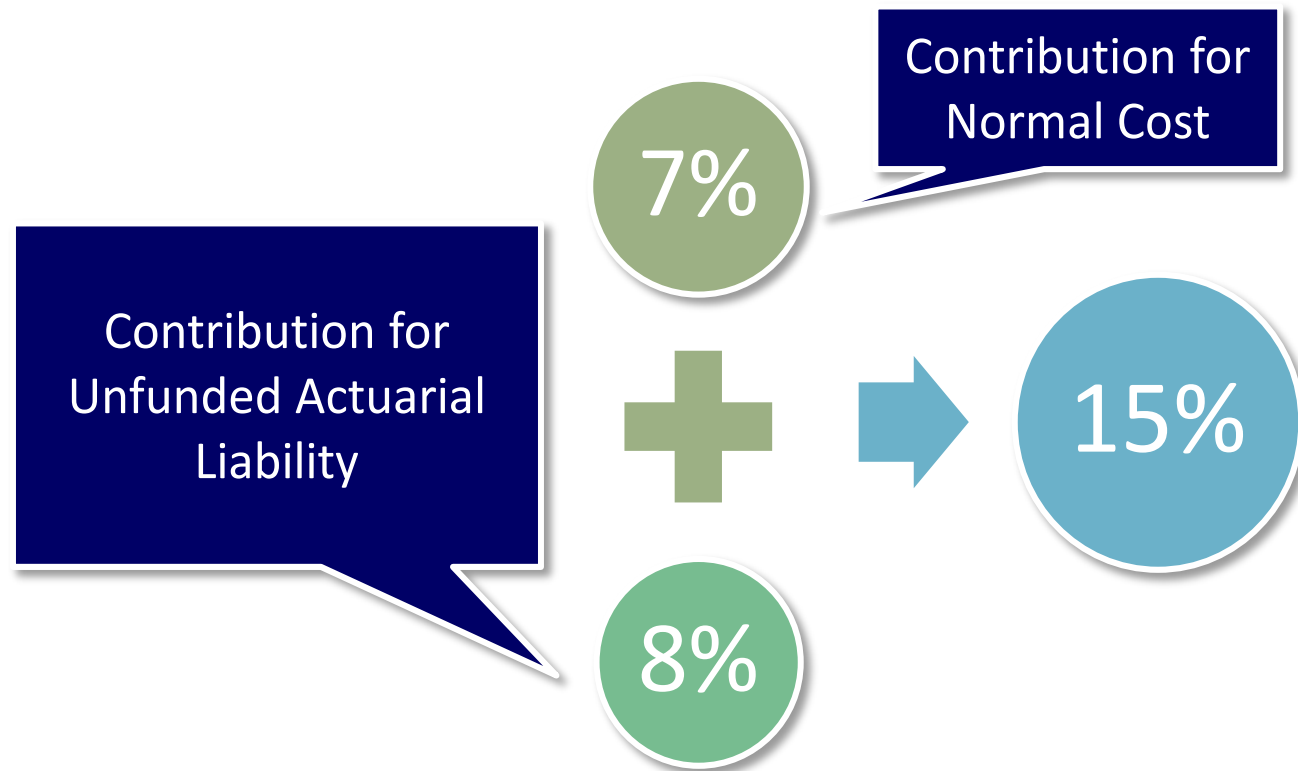 Contribution for
Normal Cost
7%
Contribution for
Unfunded Actuarial
Liability
15%
8%